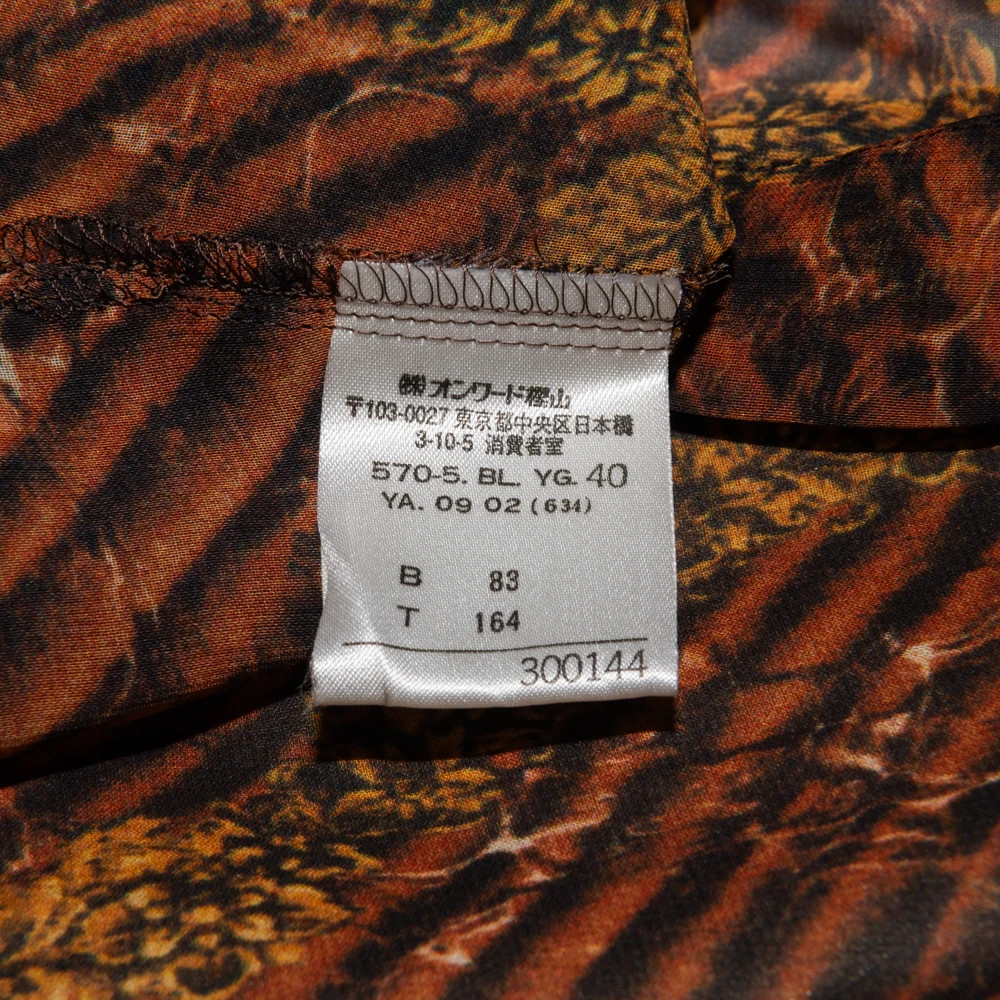 ㈱オンワード樫山
〒103-0027 東京都中央区日本橋
3-10-5 消費者室
570-5. BL. YG. 40
YA. 09 02 (634)
B 83
T 164
300144